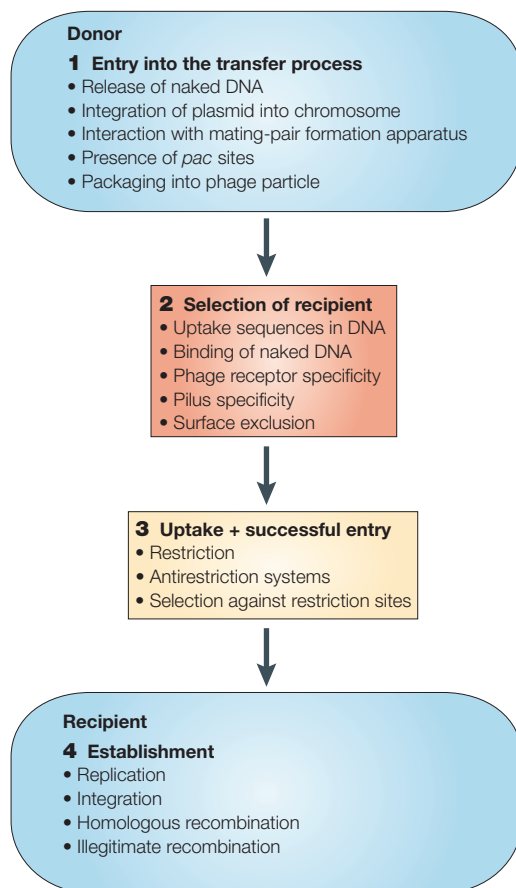 Donor
1 Entry into the transfer process
• Release of naked DNA
• Integration of plasmid into chromosome
• Interaction with mating-pair formation apparatus
• Presence of pac sites
• Packaging into phage particle
2 Selection of recipient
• Uptake sequences in DNA
• Binding of naked DNA
• Phage receptor specificity
• Pilus specificity
• Surface exclusion
3 Uptake + successful entry
• Restriction
• Antirestriction systems
• Selection against restriction sites
Recipient
4 Establishment
• Replication
• Integration
• Homologous recombination
• Illegitimate recombination